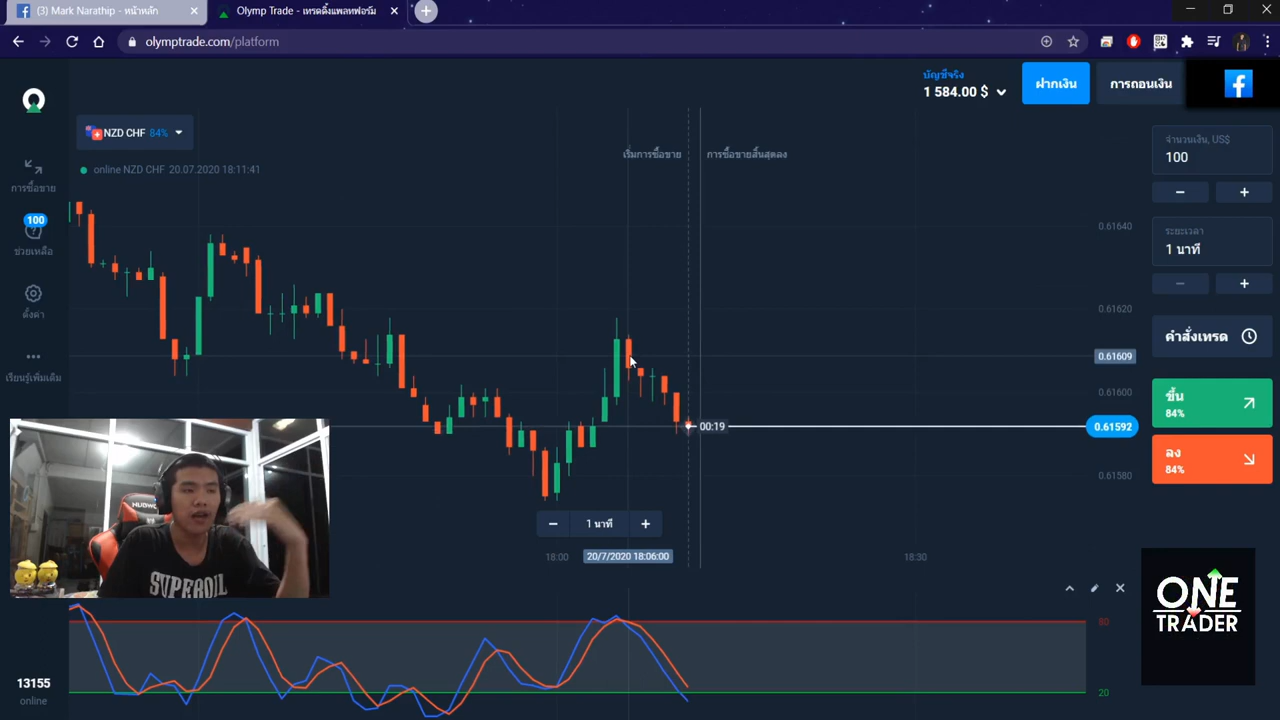 (3) Mark Narathip - หน้าหลัก
Olymp Trade - เทรดดิ้งแพลทฟอร์ม
olymptrade.com/platform
บัญชีจริง
1 584.00 $
ฝากเงิน
การถอนเงิน
NZD CHF 84%
เริ่มการซื้อขาย
การซื้อขายสิ้นสุดลง
online NZD CHF 20.07.2020 18:11:41
จำนวนเงิน, US$
100
การซื้อขาย
100
ช่วยเหลือ
ตั้งค่า
เรียนรู้เพิ่มเติม
ระยะเวลา
1 นาที
คำสั่งเทรด
ขึ้น
84%
ลง
84%
0.61640
0.61620
0.61609
0.61600
0.61592
0.61580
00:19
1 นาที
18:00
20/7/2020 18:06:00
18:30
SUPEROIL
ONE
TRADER
80
20
13155
online